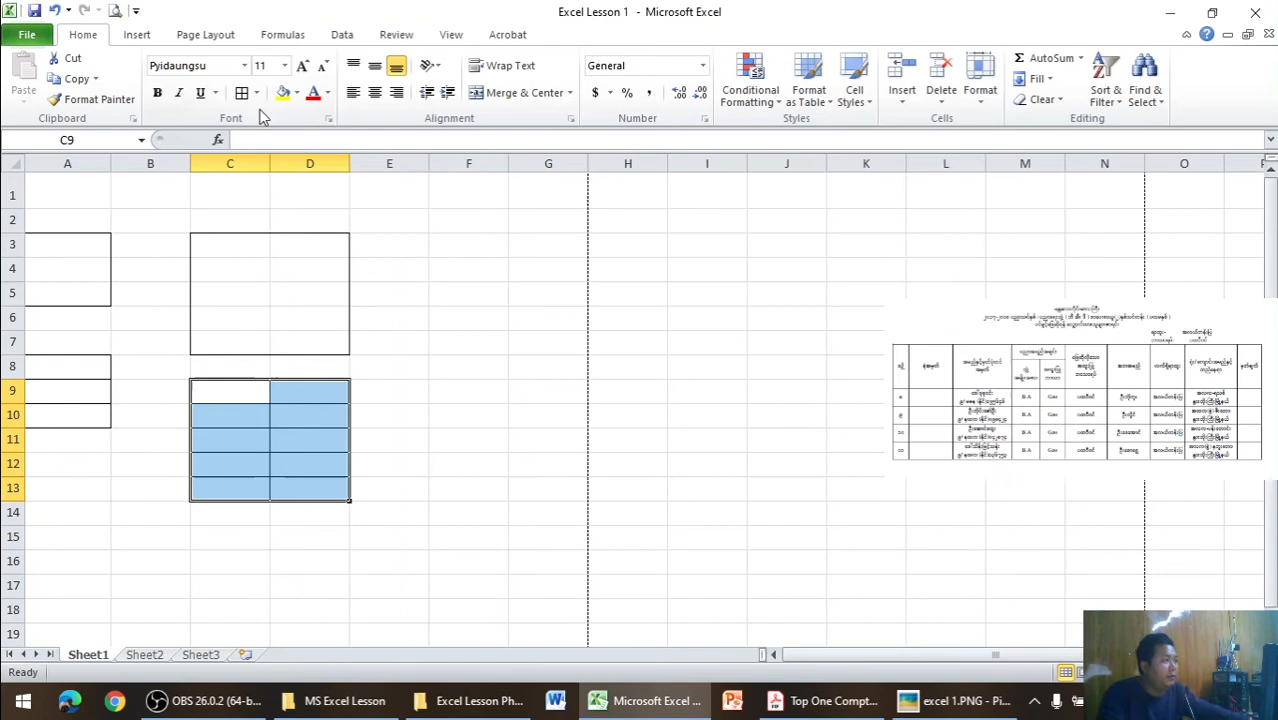 Excel Lesson 1 - Microsoft Excel
File Home Insert Page Layout Formulas Data Review View Acrobat
Paste Cut Copy Format Painter
Clipboard
Pyidaungsu 11
B I U
Font
Wrap Text
Merge & Center
Alignment
General
$ % ,
Number
Conditional Formatting
Format as Table
Cell Styles
Styles
Insert Delete Format
Cells
AutoSum
Fill
Clear
Sort & Filter
Find & Select
Editing
C9 fx
A B C D E F G H I J K L M N O
1
2
3
4
5
6
7
8
9
10
11
12
13
14
15
16
17
18
19
B.A
B.A
B.A
B.A
Sheet1 Sheet2 Sheet3
Ready
OBS 26.0.2 (64-b...
MS Excel Lesson
Excel Lesson Ph...
Microsoft Excel ...
Top One Compt...
excel 1.PNG - Pi...